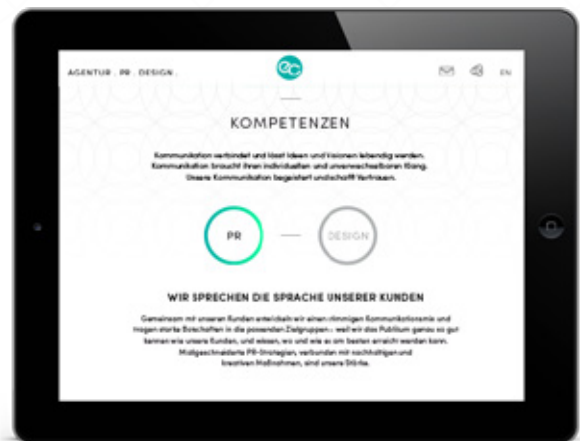 AGENTUR . PR . DESIGN .
ec
EN
KOMPETENZEN
Kommunikation verbindet und lässt Ideen und Visionen lebendig werden.
Kommunikation braucht ihren individuellen und unverwechselbaren Klang.
Unsere Kommunikation begeistert und schafft Vertrauen.
PR
DESIGN
WIR SPRECHEN DIE SPRACHE UNSERER KUNDEN
Gemeinsam mit unseren Kunden entwickeln wir einen stimmigen Kommunikationsmix und
tragen starke Botschaften in die passenden Zielgruppen - weil wir das Publikum genau so gut
kennen wie unsere Kunden, und wissen, wo und wie es am besten erreicht werden kann.
Maßgeschneiderte PR-Strategien, verbunden mit nachhaltigen und
kreativen Maßnahmen, sind unsere Stärke.